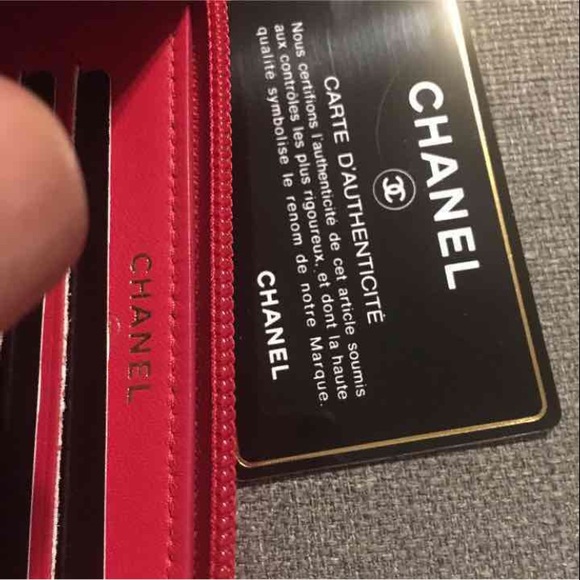 CHANEL
CARTE D'AUTHENTICITÉ
Nous certifions l'authenticité de cet article soumis
aux contrôles les plus rigoureux, et dont la haute
qualité symbolise le renom de notre Marque.
CHANEL
CHANEL